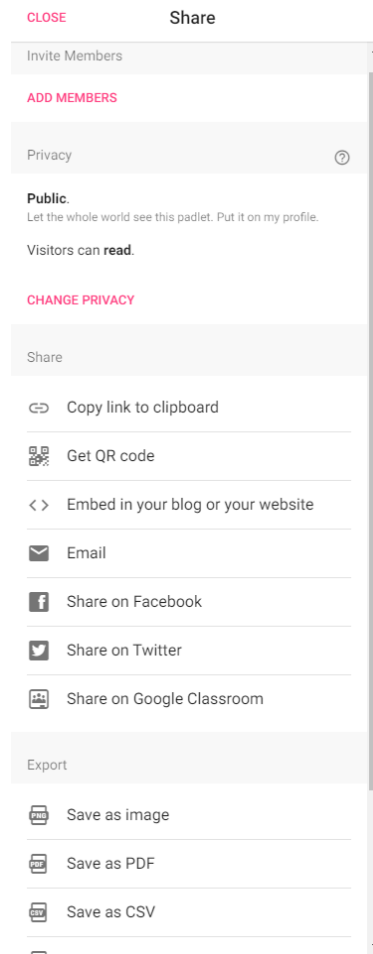 CLOSE Share
Invite Members
ADD MEMBERS
Privacy
Public.
Let the whole world see this padlet. Put it on my profile.
Visitors can read.
CHANGE PRIVACY
Share
Copy link to clipboard
Get QR code
Embed in your blog or your website
Email
Share on Facebook
Share on Twitter
Share on Google Classroom
Export
PNG Save as image
PDF Save as PDF
CSV Save as CSV